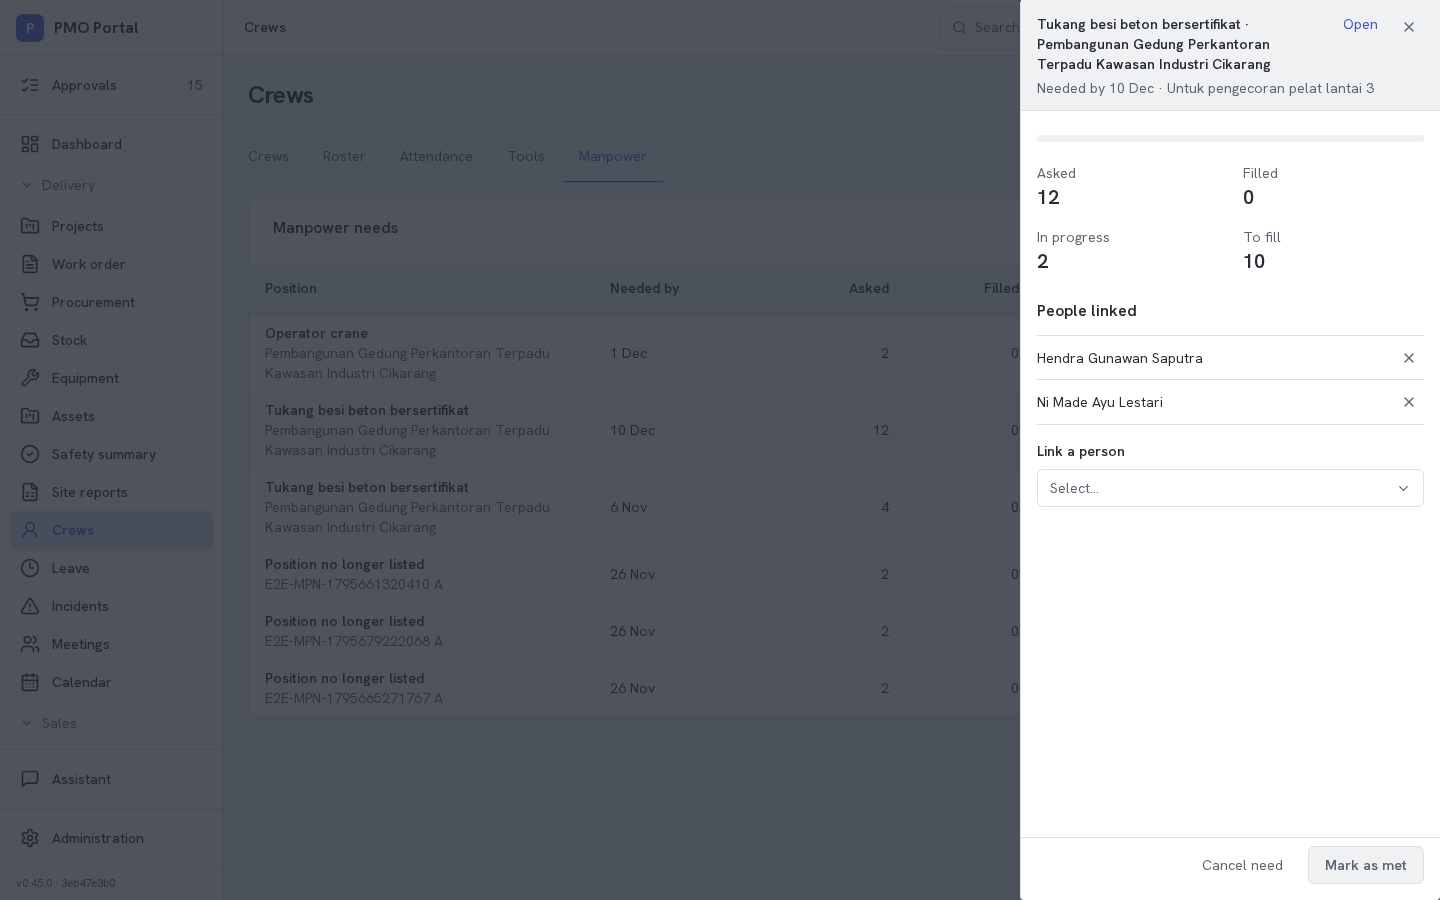 P PMO Portal
Approvals 15
Dashboard
Delivery
Projects
Work order
Procurement
Stock
Equipment
Assets
Safety summary
Site reports
Crews
Leave
Incidents
Meetings
Calendar
Sales
Assistant
Administration
v0.45.0 · 3eb47e3b0
Crews
Search
Crews
Crews Roster Attendance Tools Manpower
Manpower needs
Position Needed by Asked Filled
Operator crane
Pembangunan Gedung Perkantoran Terpadu
Kawasan Industri Cikarang
1 Dec 2 0
Tukang besi beton bersertifikat
Pembangunan Gedung Perkantoran Terpadu
Kawasan Industri Cikarang
10 Dec 12 0
Tukang besi beton bersertifikat
Pembangunan Gedung Perkantoran Terpadu
Kawasan Industri Cikarang
6 Nov 4 0
Position no longer listed
E2E-MPN-1795661320410 A
26 Nov 2 0
Position no longer listed
E2E-MPN-1795679222068 A
26 Nov 2 0
Position no longer listed
E2E-MPN-1795665271767 A
26 Nov 2 0
Tukang besi beton bersertifikat ·
Pembangunan Gedung Perkantoran
Terpadu Kawasan Industri Cikarang
Open
Needed by 10 Dec · Untuk pengecoran pelat lantai 3
Asked Filled
12 0
In progress To fill
2 10
People linked
Hendra Gunawan Saputra
Ni Made Ayu Lestari
Link a person
Select...
Cancel need Mark as met